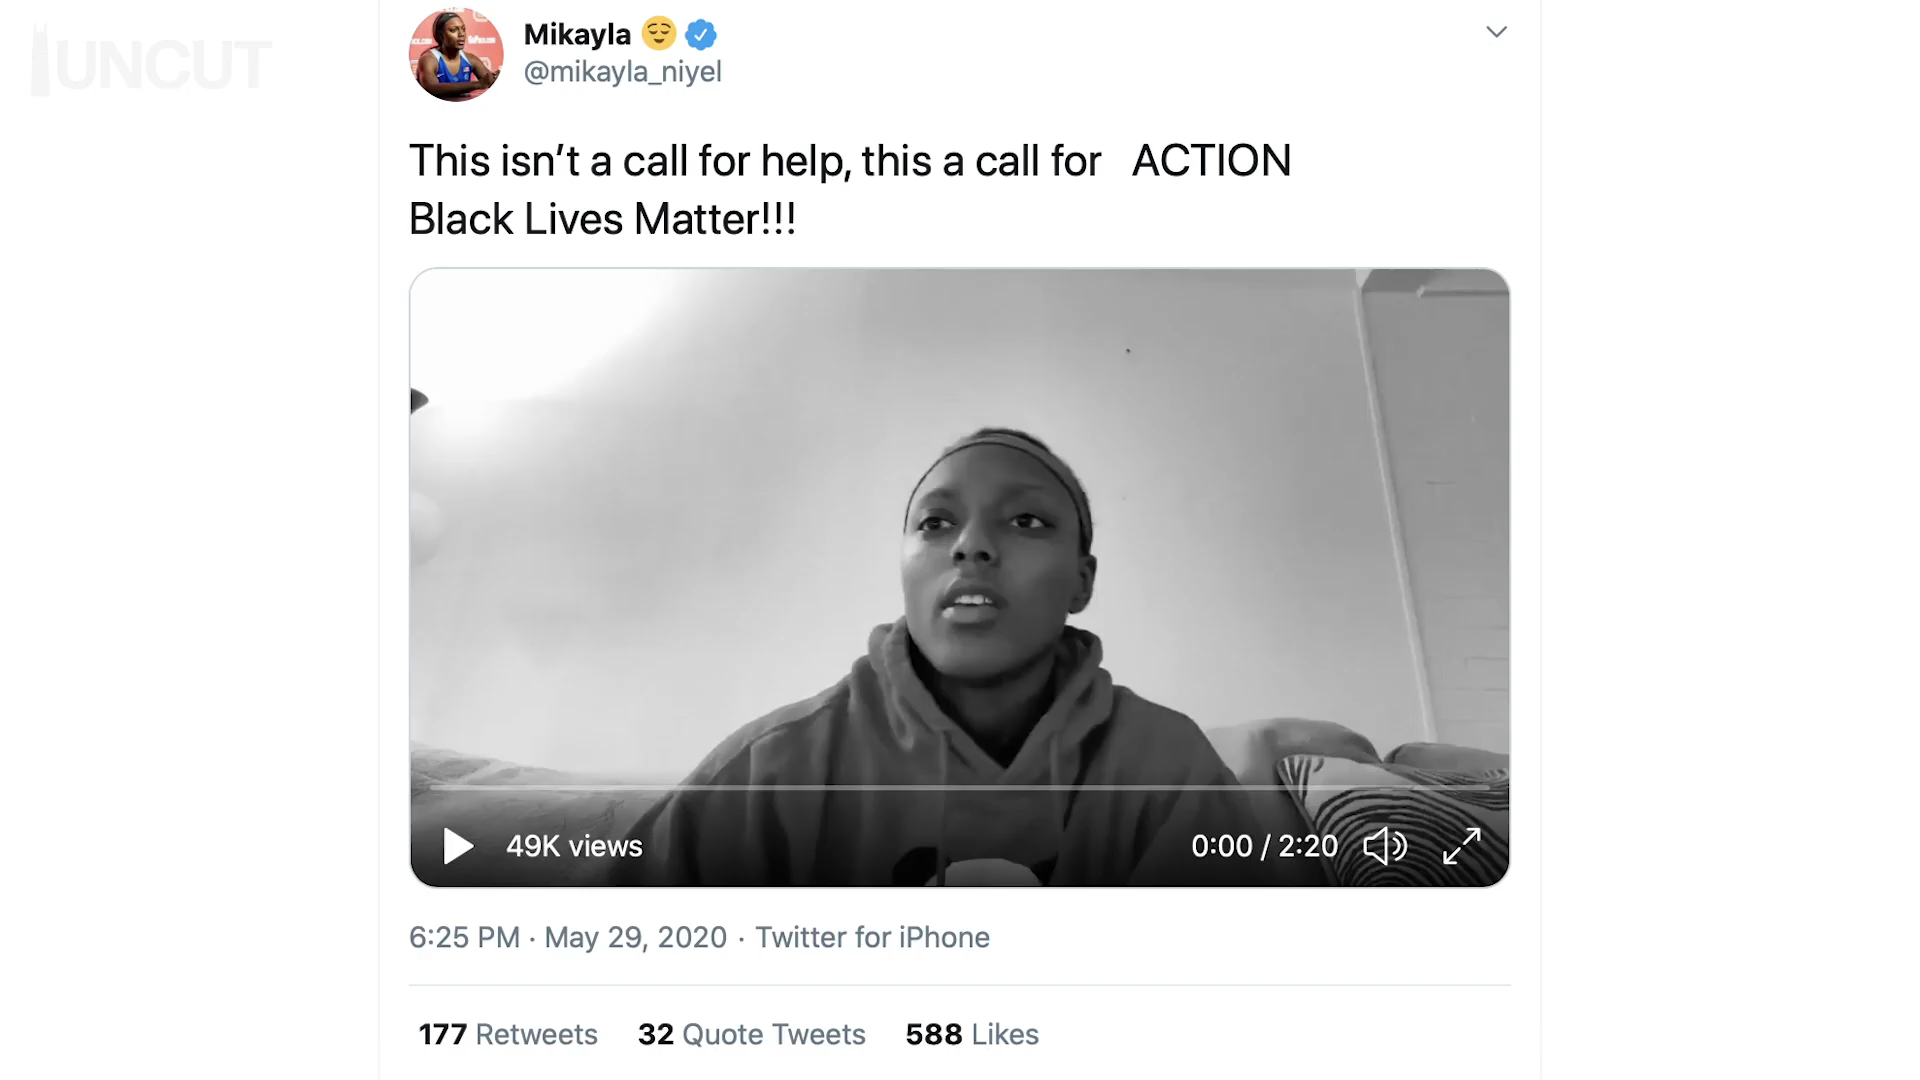 UNCUT
Mikayla 😌
@mikayla_niyel
This isn’t a call for help, this a call for ACTION
Black Lives Matter!!!
49K views
0:00 / 2:20
6:25 PM · May 29, 2020 · Twitter for iPhone
177 Retweets 32 Quote Tweets 588 Likes